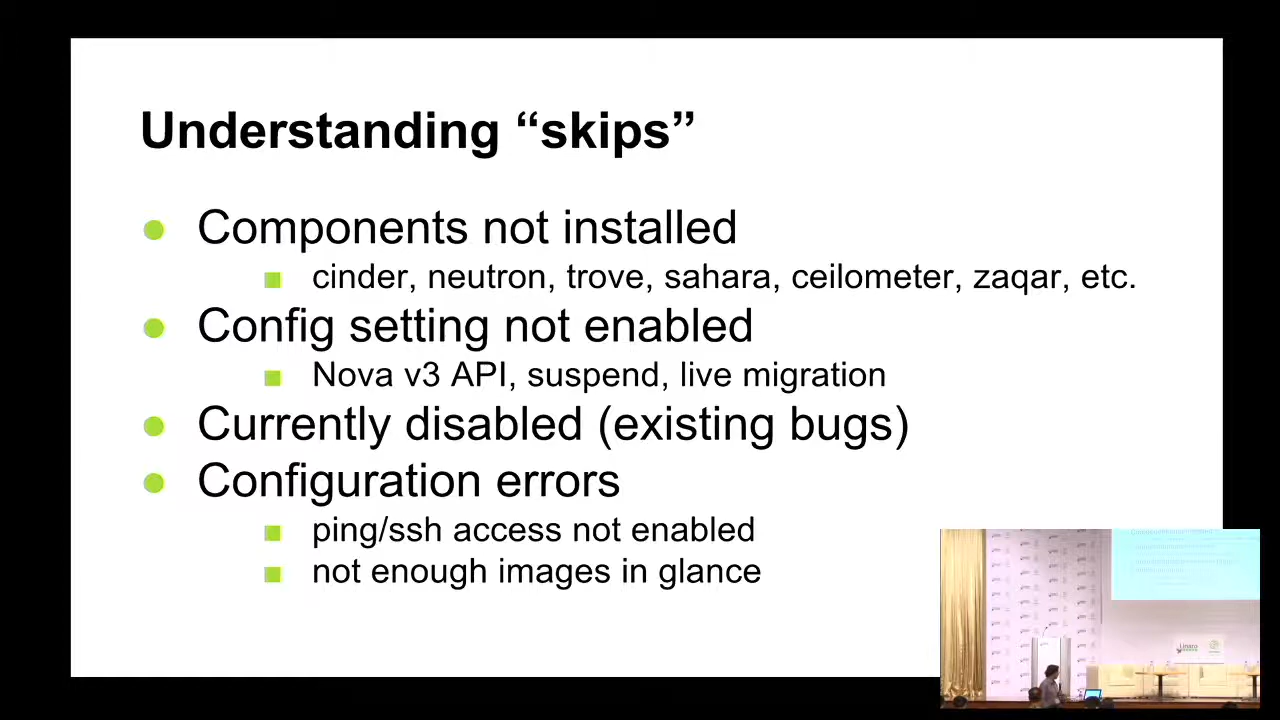 Understanding “skips”
Components not installed
cinder, neutron, trove, sahara, ceilometer, zaqar, etc.
Config setting not enabled
Nova v3 API, suspend, live migration
Currently disabled (existing bugs)
Configuration errors
ping/ssh access not enabled
not enough images in glance
Linaro